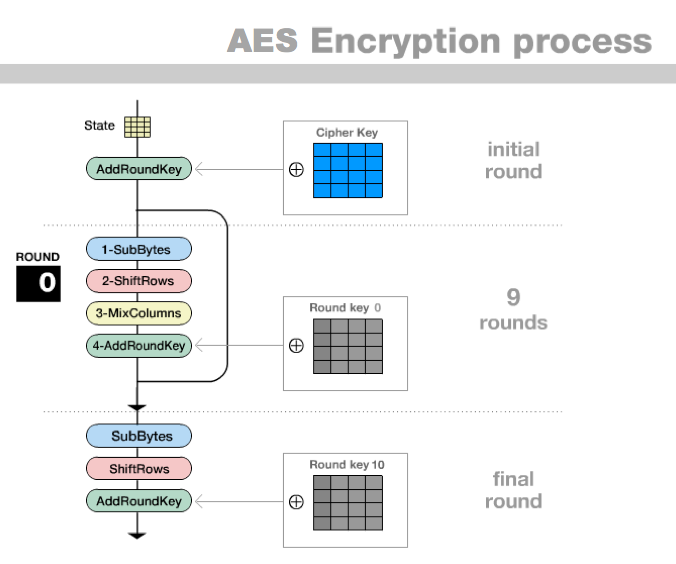 AES Encryption process
State
Cipher Key
AddRoundKey
initial
round
ROUND
0
1-SubBytes
2-ShiftRows
3-MixColumns
4-AddRoundKey
Round key 0
9
rounds
SubBytes
ShiftRows
AddRoundKey
Round key 10
final
round